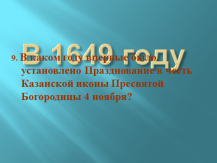 В 1649 году
9. В каком году впервые было
установлено Празднование в честь
Казанской иконы Пресвятой
Богородицы 4 ноября?